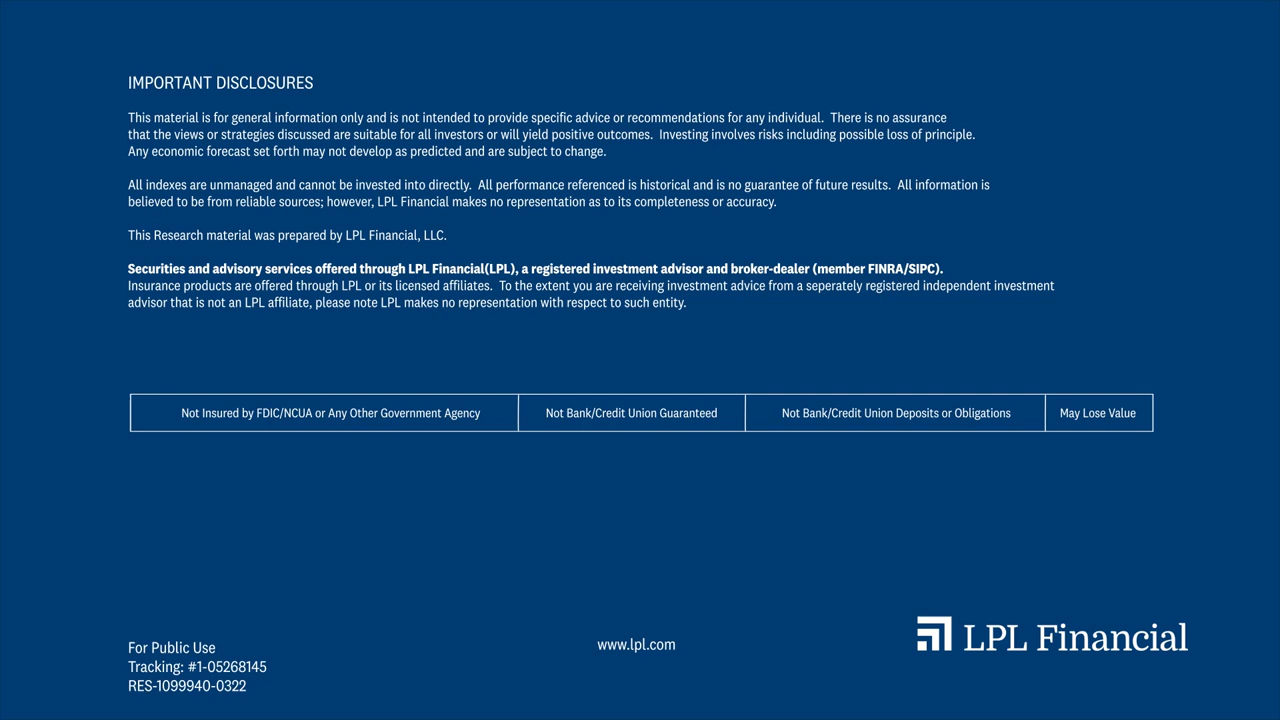 IMPORTANT DISCLOSURES
This material is for general information only and is not intended to provide specific advice or recommendations for any individual.  There is no assurance
that the views or strategies discussed are suitable for all investors or will yield positive outcomes.  Investing involves risks including possible loss of principle.
Any economic forecast set forth may not develop as predicted and are subject to change.
All indexes are unmanaged and cannot be invested into directly.  All performance referenced is historical and is no guarantee of future results.  All information is
believed to be from reliable sources; however, LPL Financial makes no representation as to its completeness or accuracy.
This Research material was prepared by LPL Financial, LLC.
Securities and advisory services offered through LPL Financial(LPL), a registered investment advisor and broker-dealer (member FINRA/SIPC).
Insurance products are offered through LPL or its licensed affiliates.  To the extent you are receiving investment advice from a seperately registered independent investment
advisor that is not an LPL affiliate, please note LPL makes no representation with respect to such entity.
Not Insured by FDIC/NCUA or Any Other Government Agency
Not Bank/Credit Union Guaranteed
Not Bank/Credit Union Deposits or Obligations
May Lose Value
For Public Use
Tracking: #1-05268145
RES-1099940-0322
www.lpl.com
LPL Financial